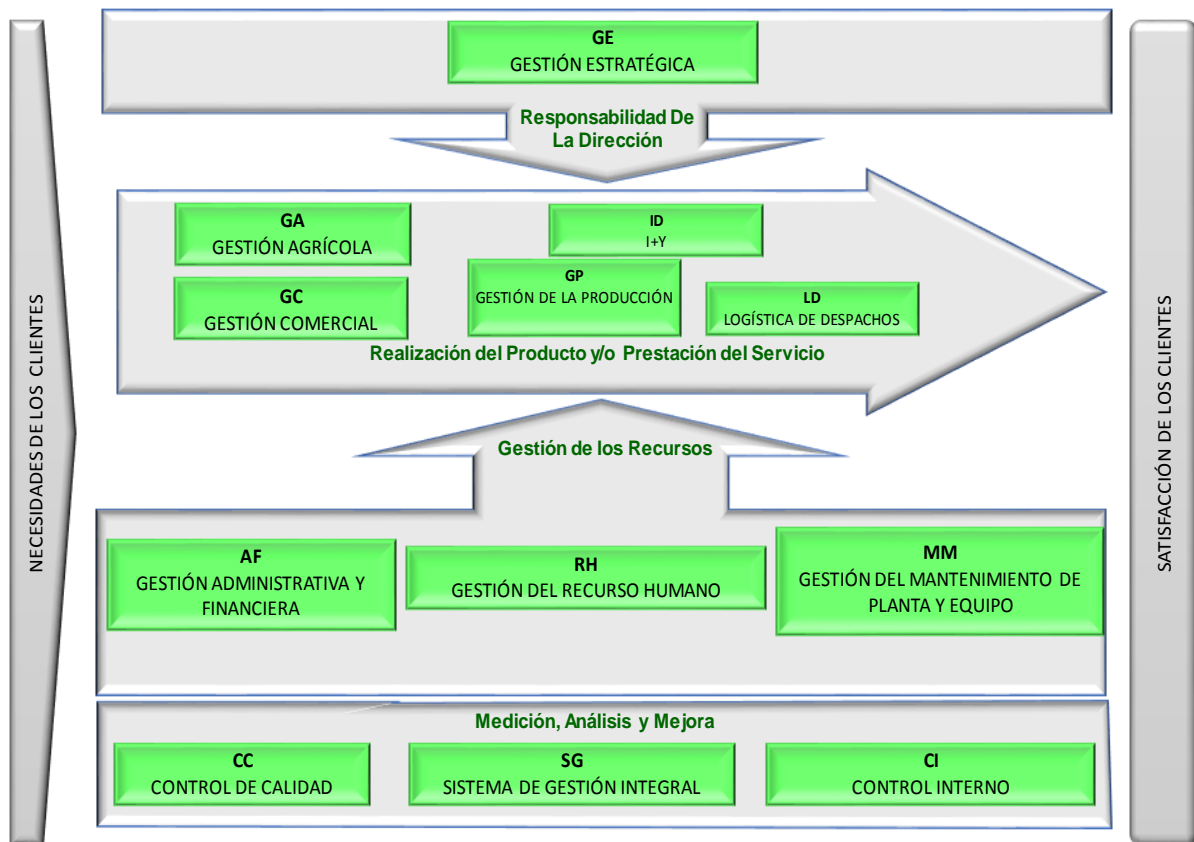 NECESIDADES DE LOS CLIENTES
GE
GESTIÓN ESTRATÉGICA
Responsabilidad De
La Dirección
GA
GESTIÓN AGRÍCOLA
ID
I+Y
GC
GESTIÓN COMERCIAL
GP
GESTIÓN DE LA PRODUCCIÓN
LD
LOGÍSTICA DE DESPACHOS
Realización del Producto y/o Prestación del Servicio
Gestión de los Recursos
AF
GESTIÓN ADMINISTRATIVA Y
FINANCIERA
RH
GESTIÓN DEL RECURSO HUMANO
MM
GESTIÓN DEL MANTENIMIENTO DE
PLANTA Y EQUIPO
Medición, Análisis y Mejora
CC
CONTROL DE CALIDAD
SG
SISTEMA DE GESTIÓN INTEGRAL
CI
CONTROL INTERNO
SATISFACCIÓN DE LOS CLIENTES